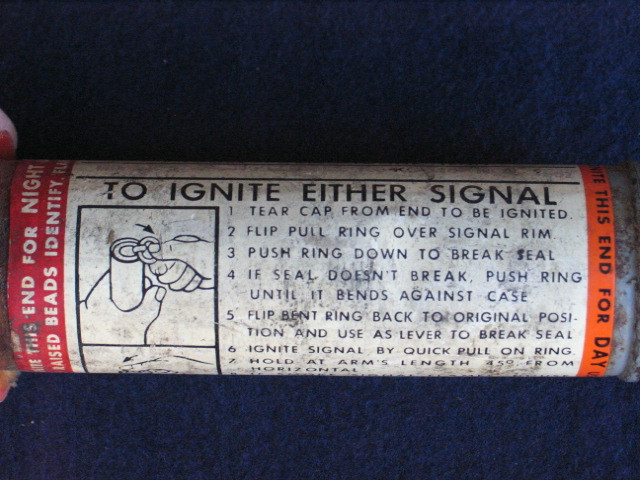 TO IGNITE EITHER SIGNAL
1 TEAR CAP FROM END TO BE IGNITED.
2 FLIP PULL RING OVER SIGNAL RIM.
3 PUSH RING DOWN TO BREAK SEAL
4 IF SEAL DOESN'T BREAK, PUSH RING
UNTIL IT BENDS AGAINST CASE
5 FLIP BENT RING BACK TO ORIGINAL POSI-
TION AND USE AS LEVER TO BREAK SEAL
6 IGNITE SIGNAL BY QUICK PULL ON RING.
7 HOLD AT ARM'S LENGTH 45° FROM
HORIZONTAL
THIS END FOR NIGHT
RAISED BEADS IDENTIFY
THIS END FOR DAY